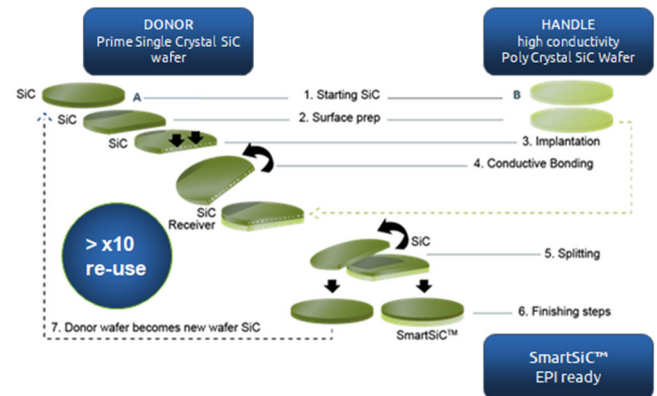 DONOR
Prime Single Crystal SiC
wafer
HANDLE
high conductivity
Poly Crystal SiC Wafer
SiC
A
1. Starting SiC
B
SiC
2. Surface prep
SiC
3. Implantation
4. Conductive Bonding
SiC
Receiver
> x10
re-use
SiC
5. Splitting
6. Finishing steps
7. Donor wafer becomes new wafer SiC
SmartSiC™
SmartSiC™
EPI ready